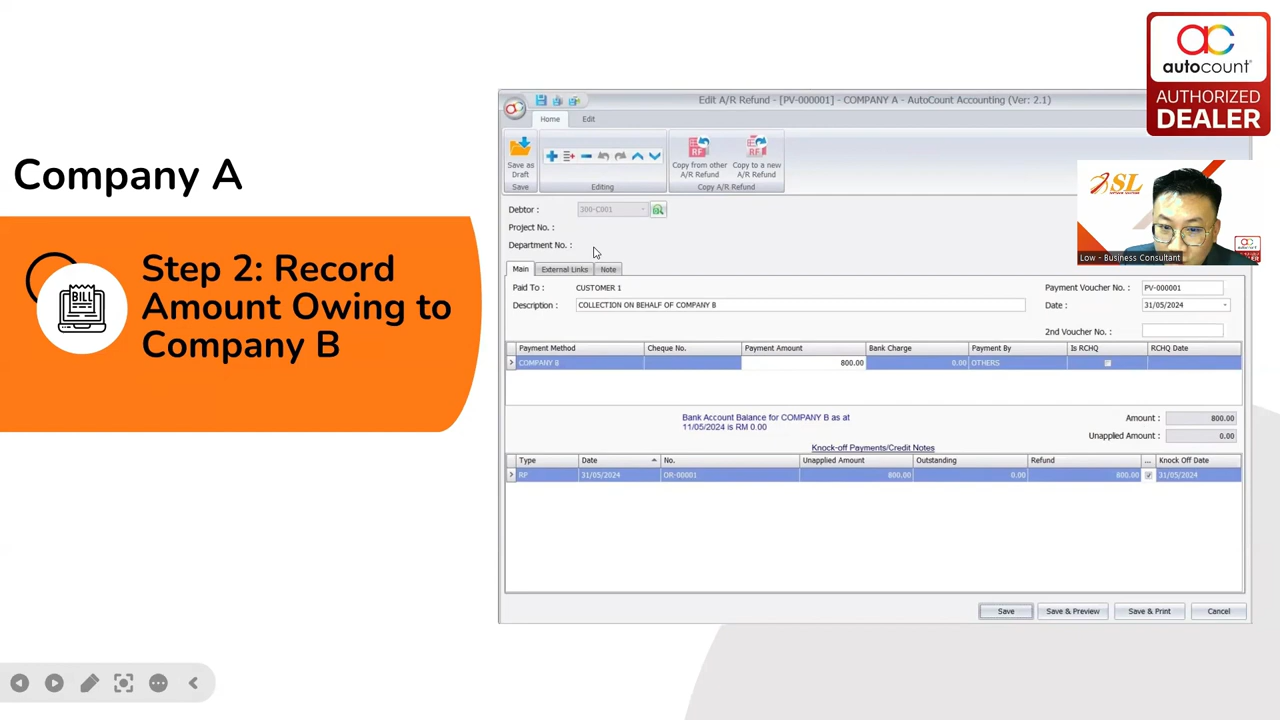 ac
autocount
AUTHORIZED
DEALER
Company A
BILL
Step 2: Record
Amount Owing to
Company B
Edit A/R Refund - [PV-000001] - COMPANY A - AutoCount Accounting (Ver: 2.1)
Home Edit
Save as
Draft
Copy from other
A/R Refund
Copy to a new
A/R Refund
Save Editing Copy A/R Refund
Debtor : 300-C001
Project No. :
Department No. :
SL
Low - Business Consultant
Main External Links Note
Paid To : CUSTOMER 1 Payment Voucher No. : PV-000001
Description : COLLECTION ON BEHALF OF COMPANY B Date : 31/05/2024
2nd Voucher No. :
Payment Method Cheque No. Payment Amount Bank Charge Payment By Is RCHQ RCHQ Date
COMPANY B 800.00 0.00 OTHERS
Bank Account Balance for COMPANY B as at
11/05/2024 is RM 0.00
Amount : 800.00
Unapplied Amount : 0.00
Knock-off Payments/Credit Notes
Type Date No. Unapplied Amount Outstanding Refund ... Knock Off Date
RP 31/05/2024 OR-00001 800.00 0.00 800.00 31/05/2024
Save Save & Preview Save & Print Cancel